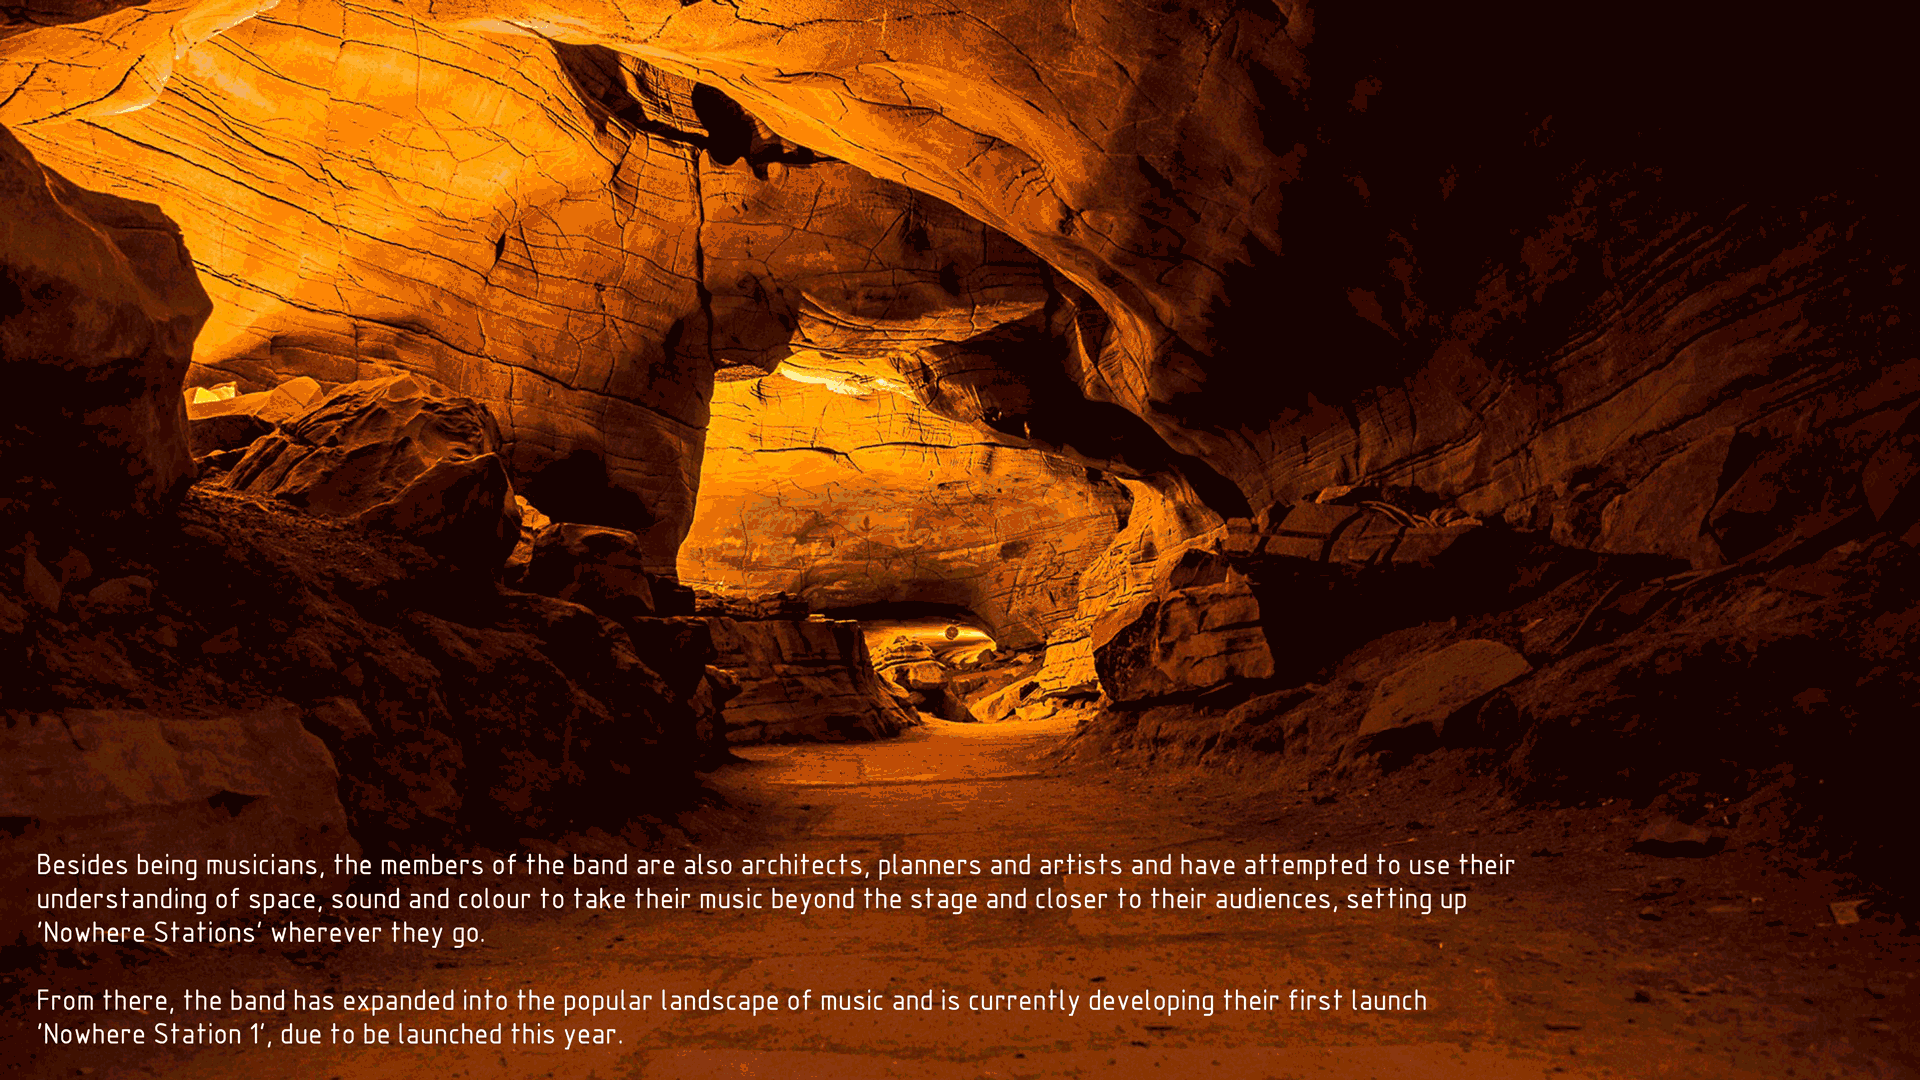 Besides being musicians, the members of the band are also architects, planners and artists and have attempted to use their
understanding of space, sound and colour to take their music beyond the stage and closer to their audiences, setting up
'Nowhere Stations' wherever they go.
From there, the band has expanded into the popular landscape of music and is currently developing their first launch
'Nowhere Station 1', due to be launched this year.